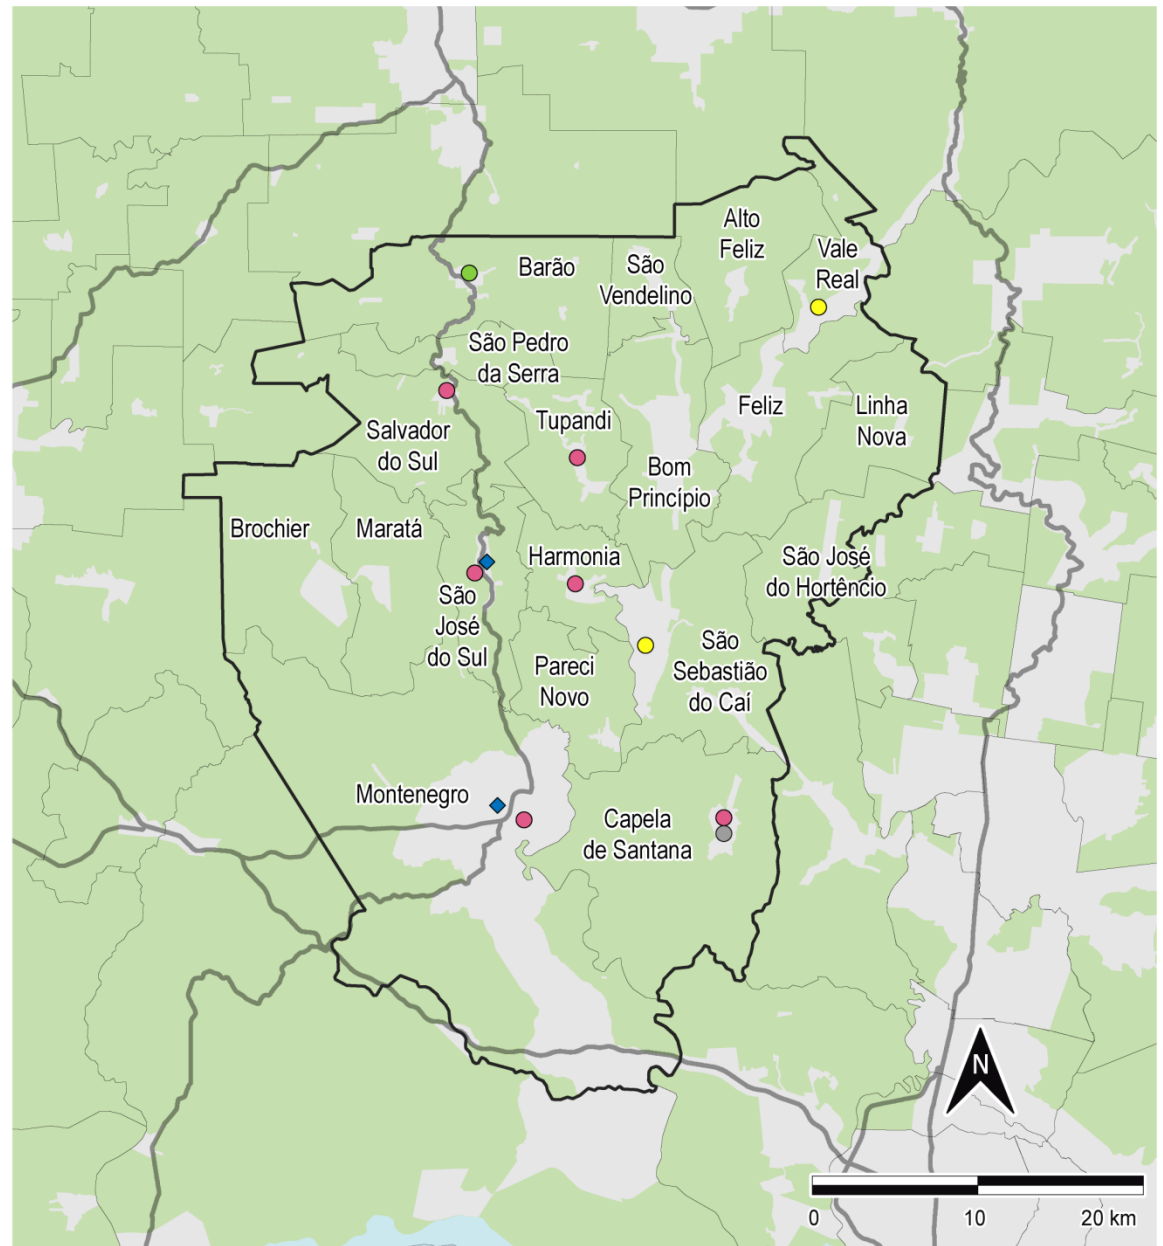 Alto
Feliz
Vale
Real
Barão
São
Vendelino
São Pedro
da Serra
Tupandi
Feliz
Linha
Nova
Salvador
do Sul
Bom
Princípio
Brochier
Maratá
Harmonia
São José
do Hortêncio
São
José
do Sul
Pareci
Novo
São
Sebastião
do Caí
Montenegro
Capela
de Santana
N
0
10
20 km